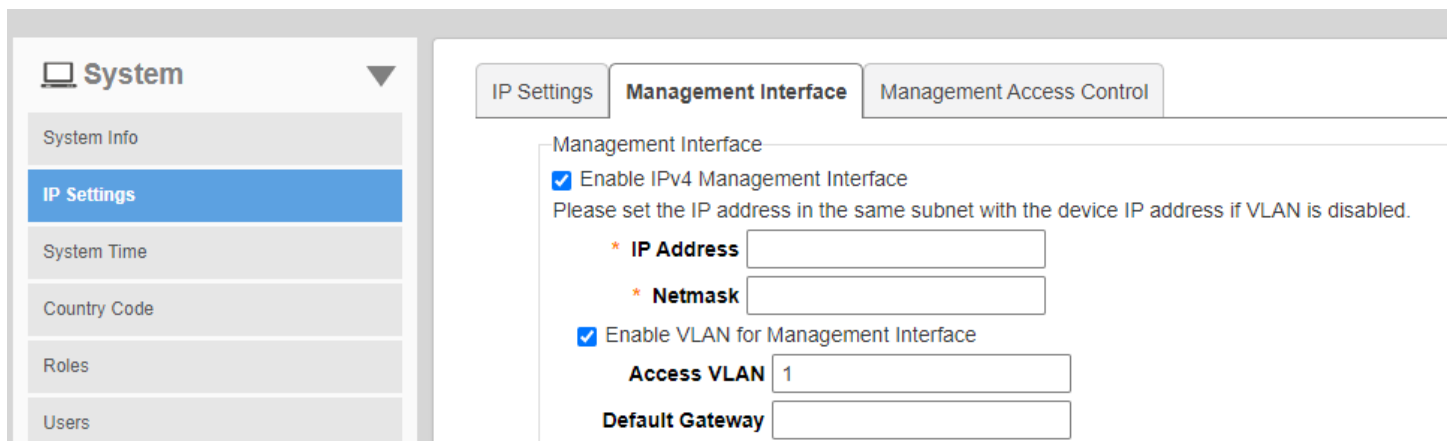 System
System Info
IP Settings
System Time
Country Code
Roles
Users
IP Settings
Management Interface
Management Access Control
Management Interface
Enable IPv4 Management Interface
Please set the IP address in the same subnet with the device IP address if VLAN is disabled.
* IP Address
* Netmask
Enable VLAN for Management Interface
Access VLAN 1
Default Gateway